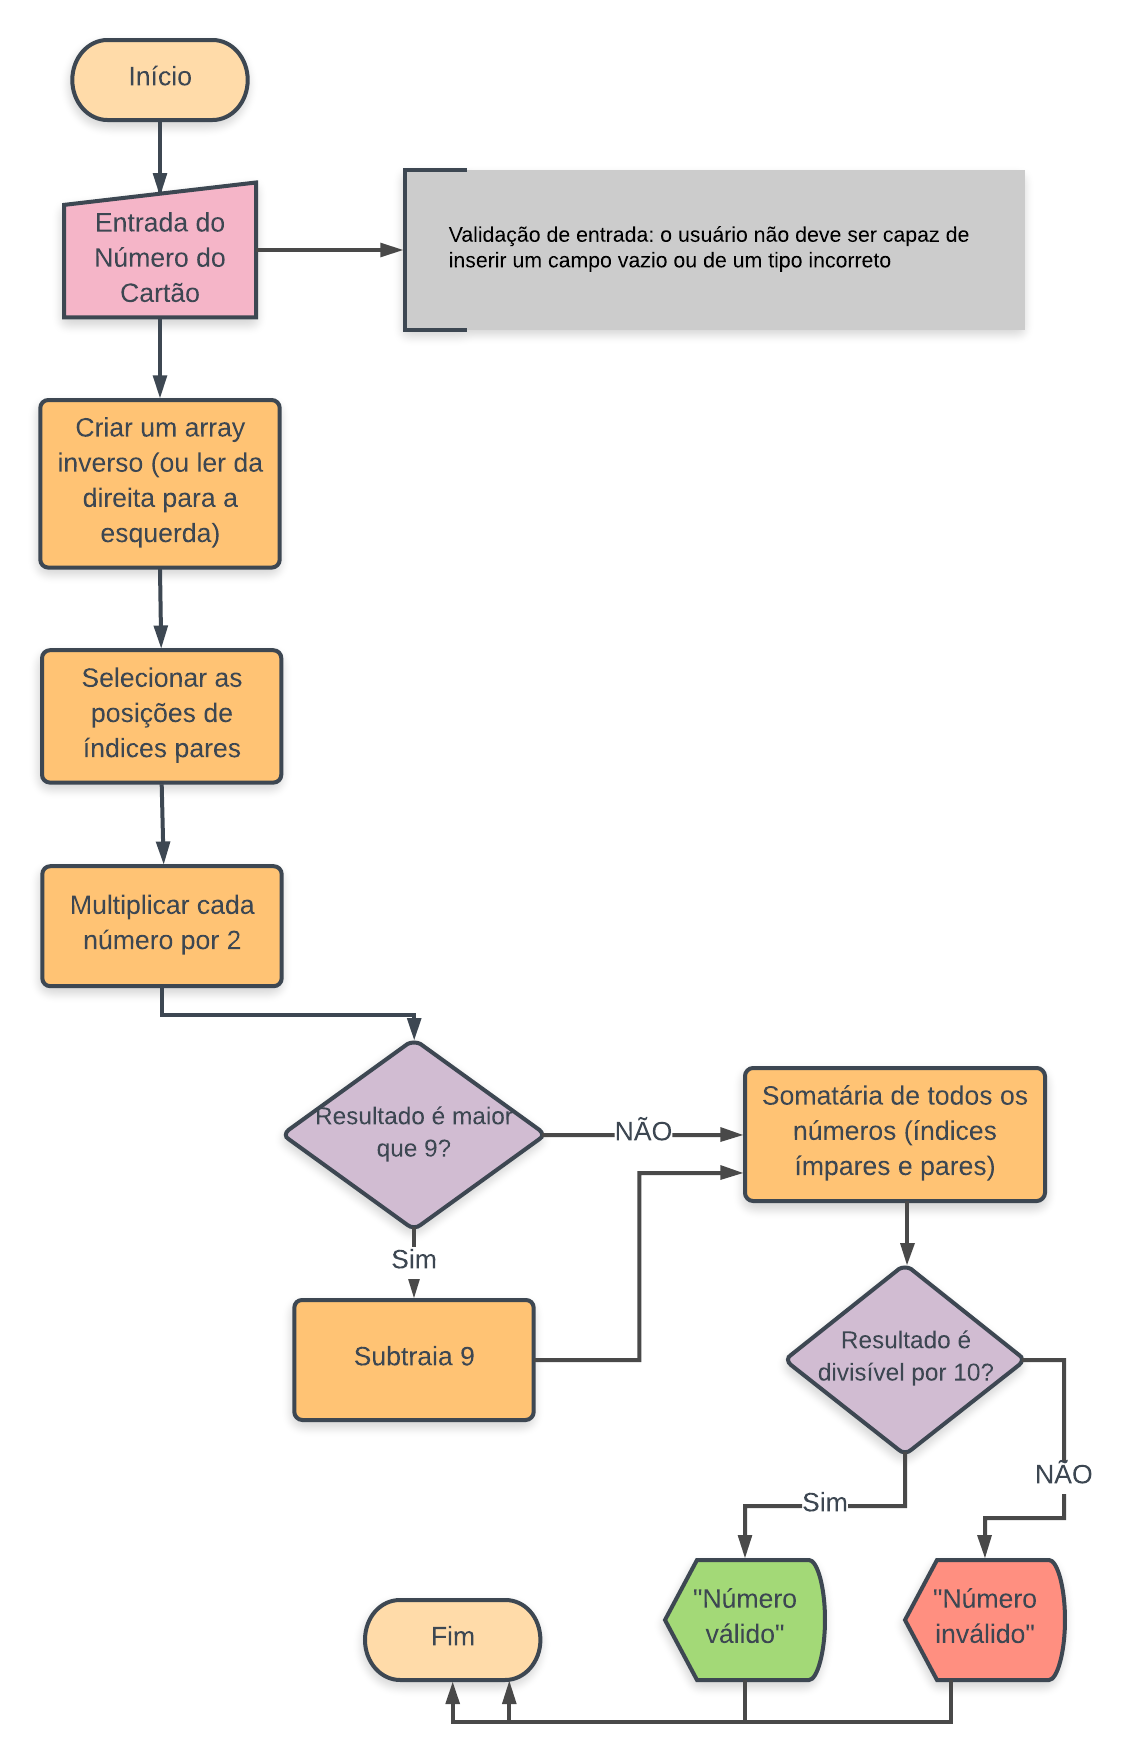 Início
Entrada do
Número do
Cartão
Validação de entrada: o usuário não deve ser capaz de
inserir um campo vazio ou de um tipo incorreto
Criar um array
inverso (ou ler da
direita para a
esquerda)
Selecionar as
posições de
índices pares
Multiplicar cada
número por 2
Resultado é maior
que 9?
NÃO
Somatária de todos os
números (índices
ímpares e pares)
Sim
Subtraia 9
Resultado é
divisível por 10?
NÃO
Sim
"Número
válido"
"Número
inválido"
Fim